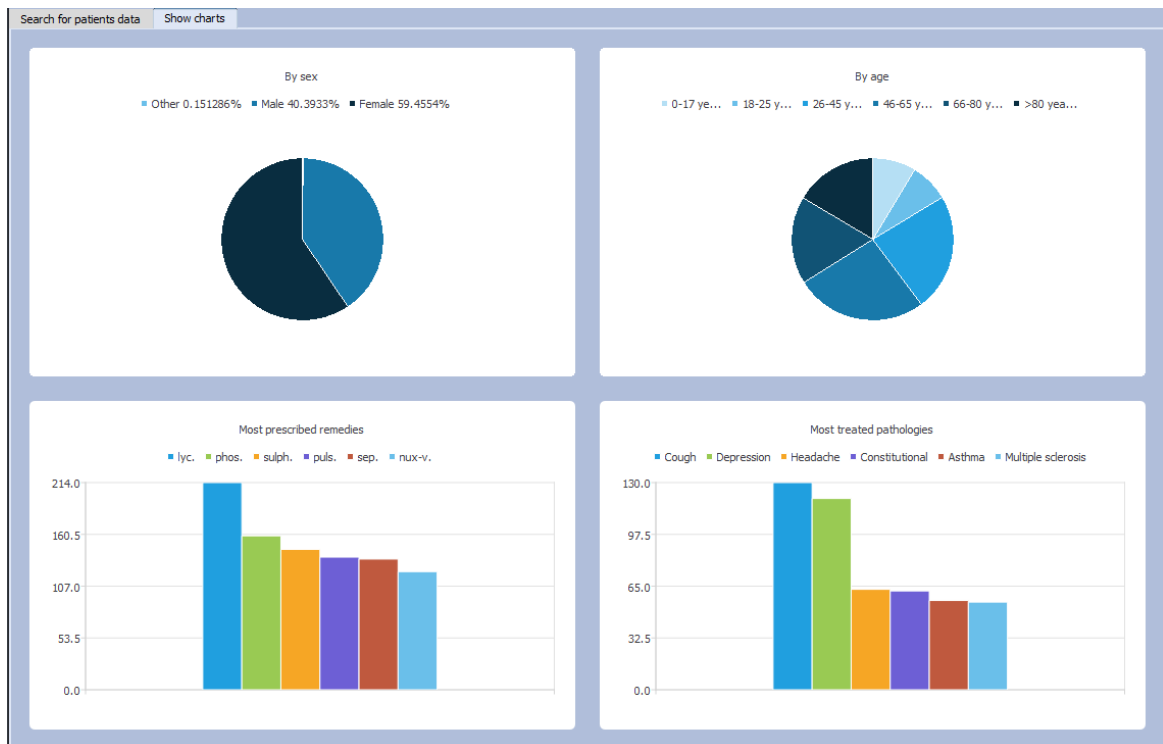 Search for patients data Show charts
By sex
Other 0.151286% Male 40.3933% Female 59.4554%
By age
0-17 ye... 18-25 y... 26-45 y... 46-65 y... 66-80 y... >80 yea...
Most prescribed remedies
lyc. phos. sulph. puls. sep. nux-v.
214.0
160.5
107.0
53.5
0.0
Most treated pathologies
Cough Depression Headache Constitutional Asthma Multiple sclerosis
130.0
97.5
65.0
32.5
0.0